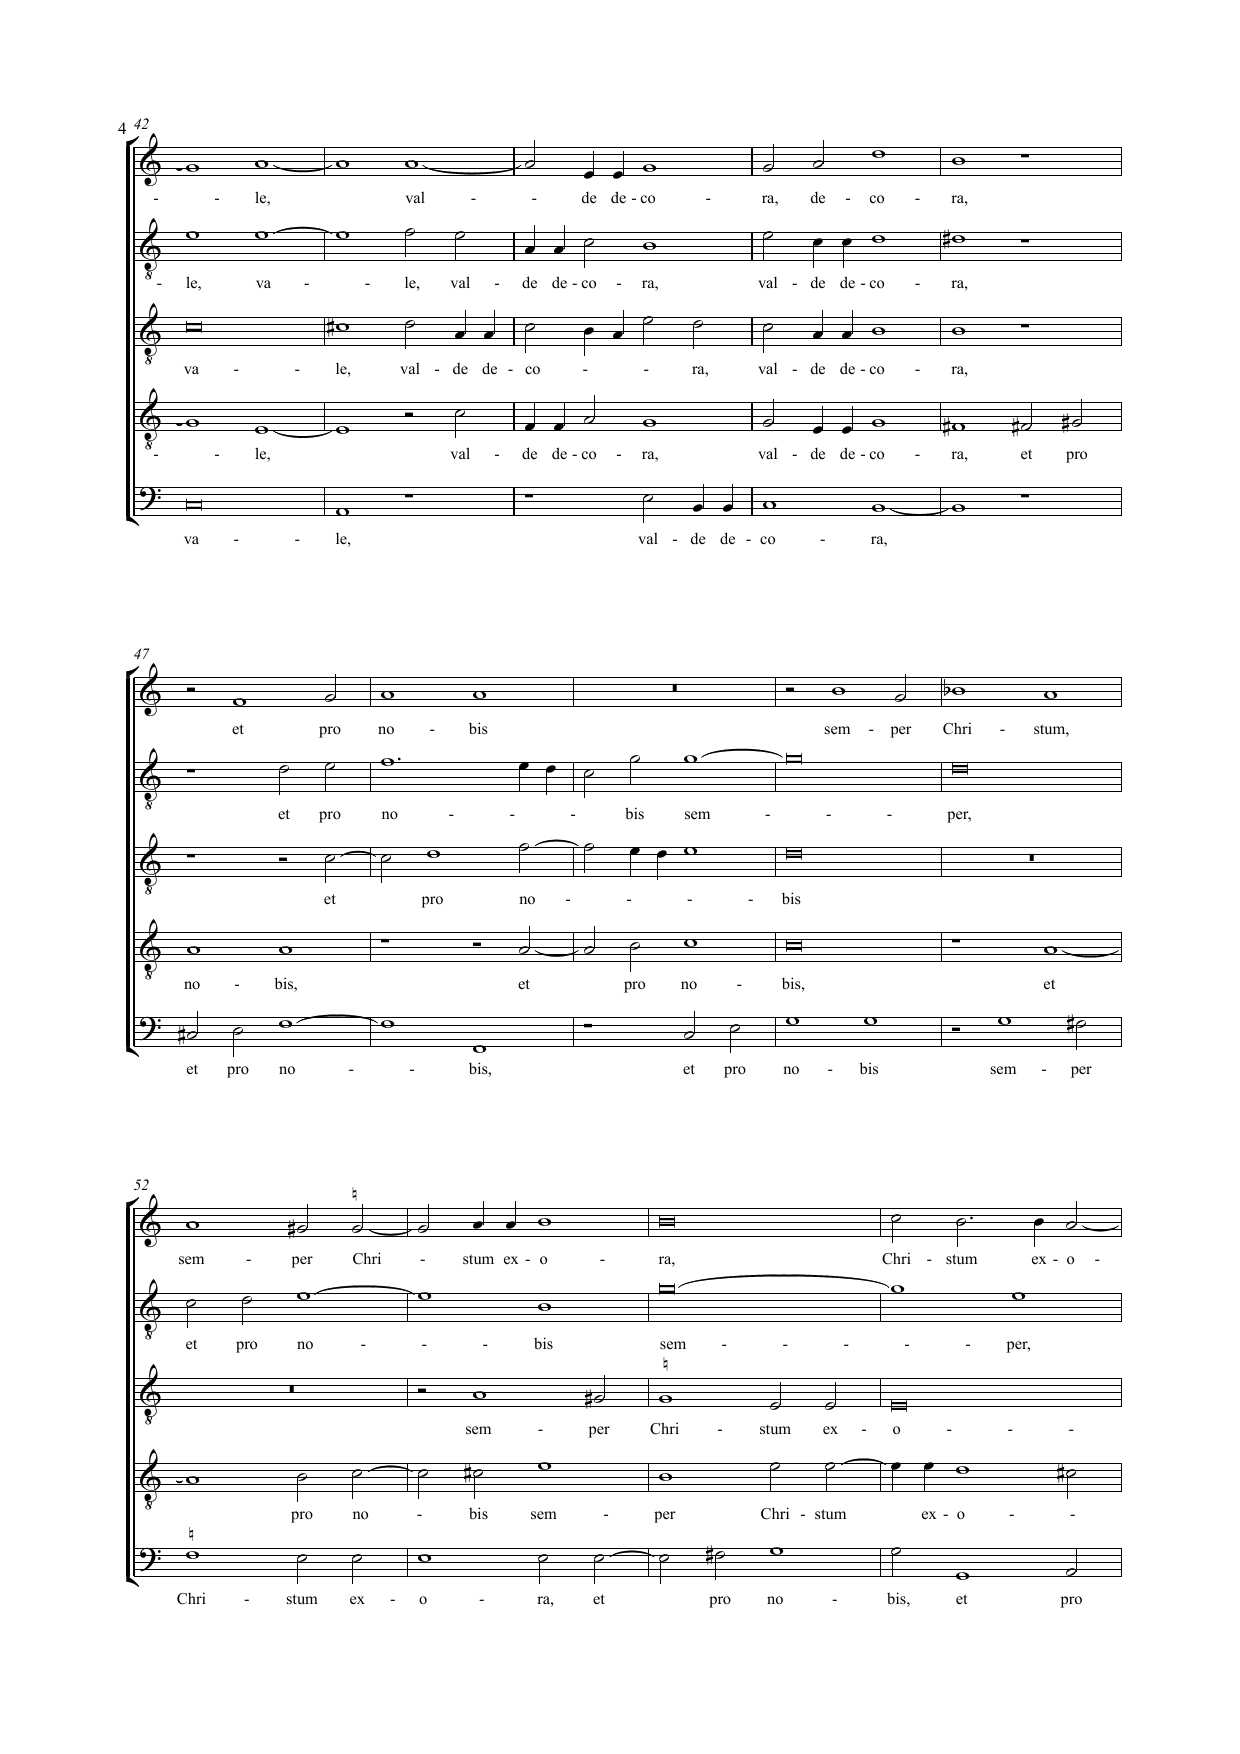 4 42
- - le, val - - de de - co - ra, de - co - ra,
- le, va - - le, val - de de - co - ra, val - de de - co - ra,
va - - le, val - de de - co - - ra, val - de de - co - ra,
- - le, val - de de - co - ra, val - de de - co - ra, et pro
va - - le, val - de de - co - ra,
47
et pro no - bis sem - per Chri - stum,
et pro no - - - bis sem - - - per,
et pro no - - - - bis
no - bis, et pro no - bis, et
et pro no - - bis, et pro no - bis sem - per
52
sem - per Chri - stum ex - o - ra, Chri - stum ex - o -
et pro no - - - bis sem - - - - - per,
sem - per Chri - stum ex - o - - -
pro no - bis sem - per Chri - stum ex - o - -
Chri - stum ex - o - ra, et pro no - bis, et pro